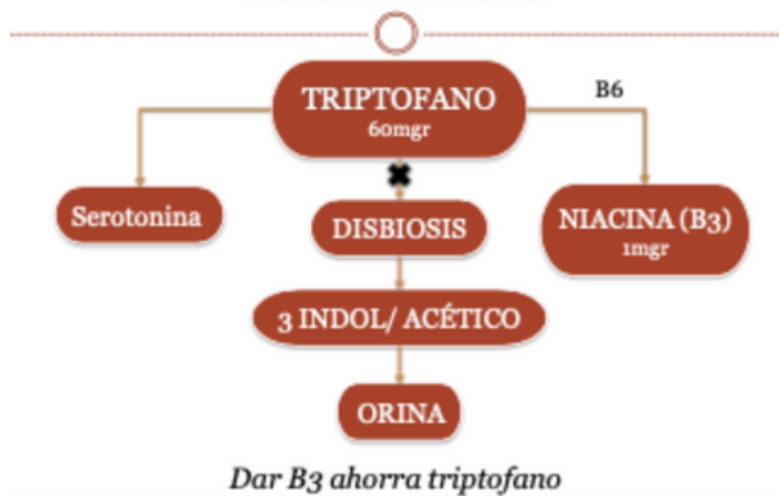 TRIPTOFANO
60mgr
B6
Serotonina
DISBIOSIS
NIACINA (B3)
1mgr
3 INDOL/ ACÉTICO
ORINA
Dar B3 ahorra triptofano